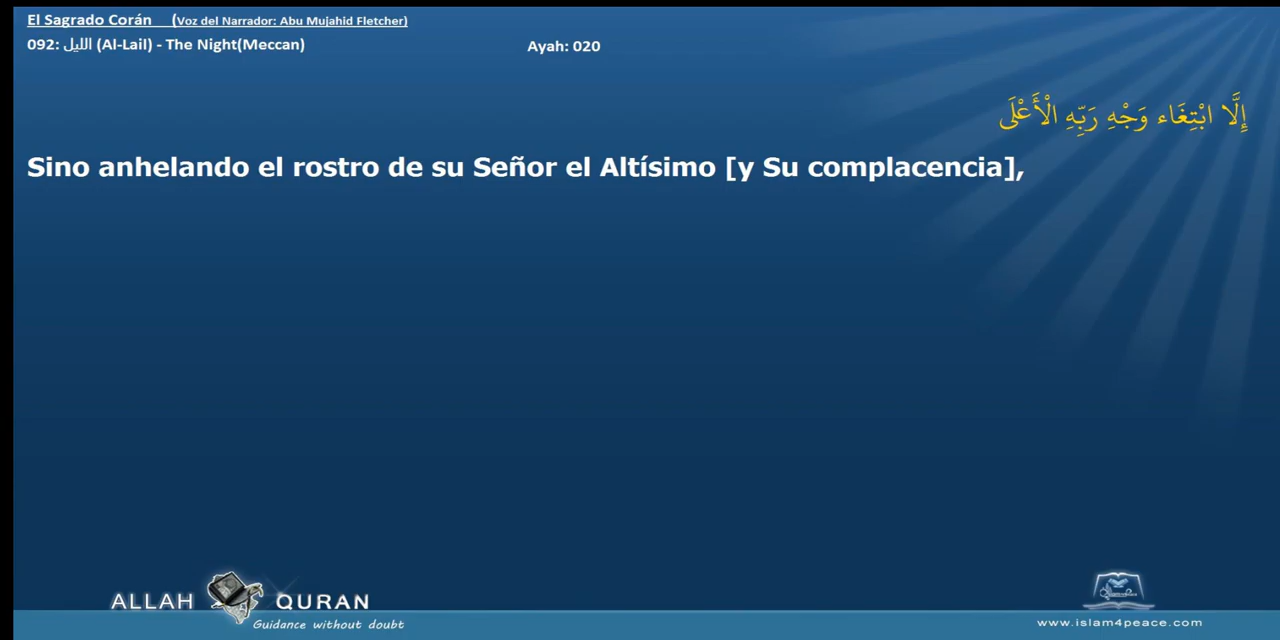 El Sagrado Corán (Voz del Narrador: Abu Mujahid Fletcher)
092: الليل (Al-Lail) - The Night(Meccan) Ayah: 020
إِلَّا ابْتِغَاء وَجْهِ رَبِّهِ الْأَعْلَى
Sino anhelando el rostro de su Señor el Altísimo [y Su complacencia],
ALLAH QURAN
Guidance without doubt
www.islam4peace.com